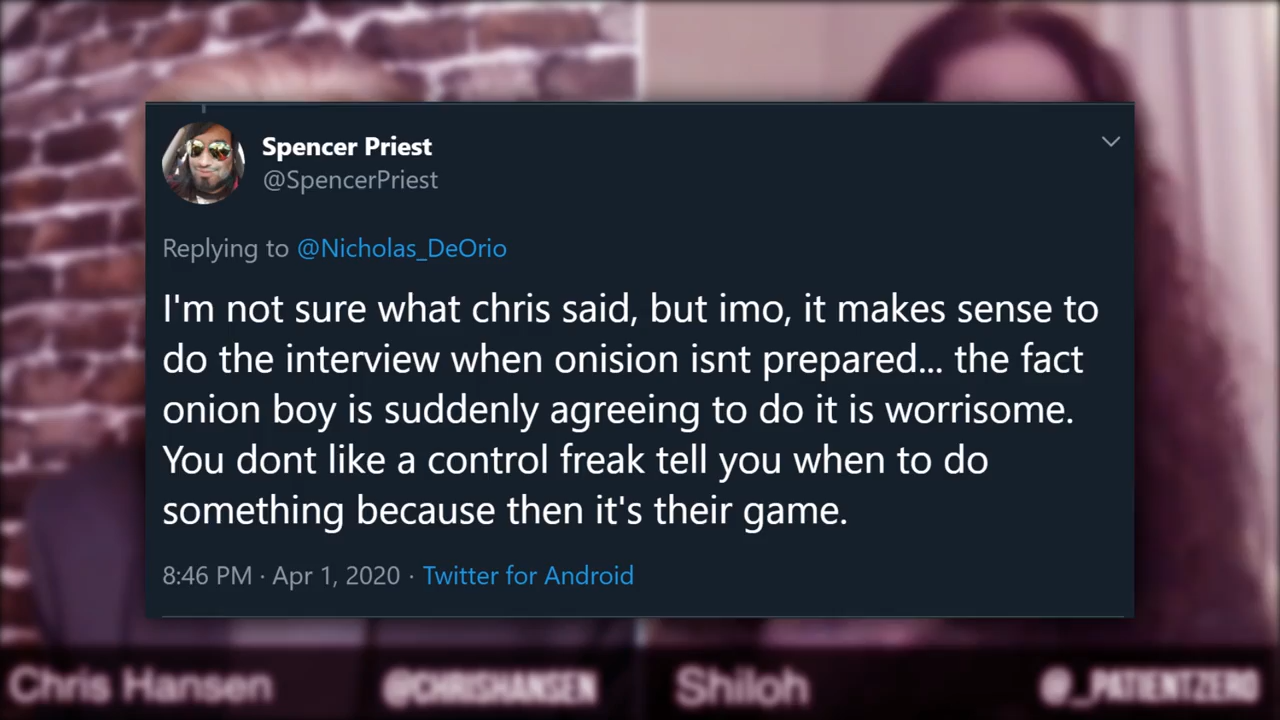 Spencer Priest
@SpencerPriest
Replying to @Nicholas_DeOrio
I'm not sure what chris said, but imo, it makes sense to
do the interview when onision isnt prepared... the fact
onion boy is suddenly agreeing to do it is worrisome.
You dont like a control freak tell you when to do
something because then it's their game.
8:46 PM · Apr 1, 2020 · Twitter for Android
Chris Hansen @CHRISHANSEN Shiloh @_PATIENTZERO